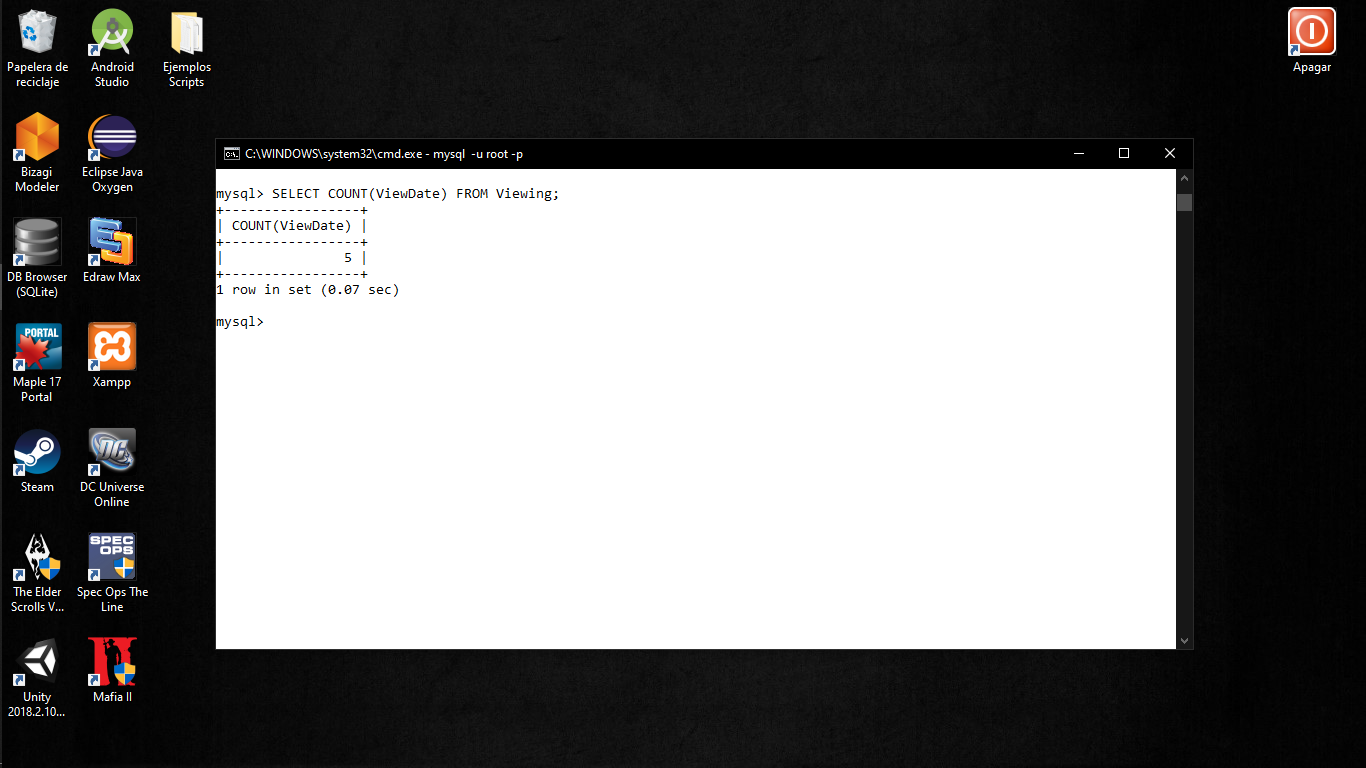 Papelera de
reciclaje
Android
Studio
Ejemplos
Scripts
Apagar
Bizagi
Modeler
Eclipse Java
Oxygen
DB Browser
(SQLite)
Edraw Max
PORTAL
Maple 17
Portal
Xampp
Steam
DC
DC Universe
Online
The Elder
Scrolls V...
SPEC
OPS
Spec Ops The
Line
Unity
2018.2.10...
II
Mafia II
C:\WINDOWS\system32\cmd.exe - mysql  -u root -p
mysql> SELECT COUNT(ViewDate) FROM Viewing;
+-----------------+
| COUNT(ViewDate) |
+-----------------+
|               5 |
+-----------------+
1 row in set (0.07 sec)
mysql>